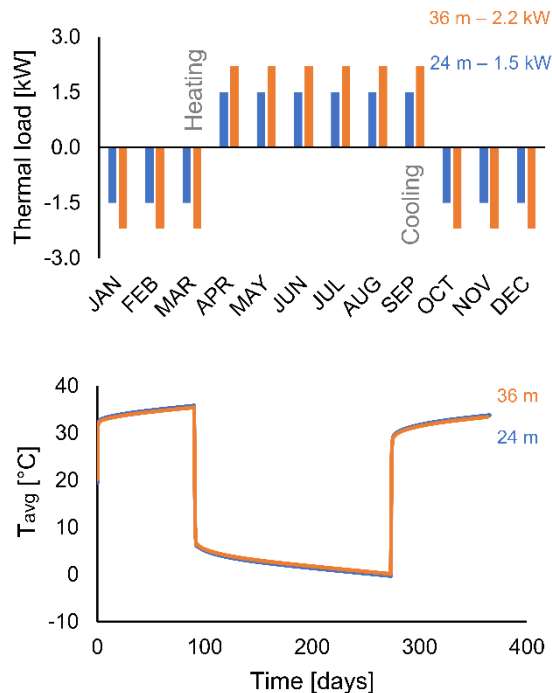 36 m – 2.2 kW
24 m – 1.5 kW
Thermal load [kW]
3.0
1.5
0.0
-1.5
-3.0
Heating
Cooling
JAN
FEB
MAR
APR
MAY
JUN
JUL
AUG
SEP
OCT
NOV
DEC
36 m
24 m
Tavg [°C]
40
30
20
10
0
-10
0
100
200
300
400
Time [days]